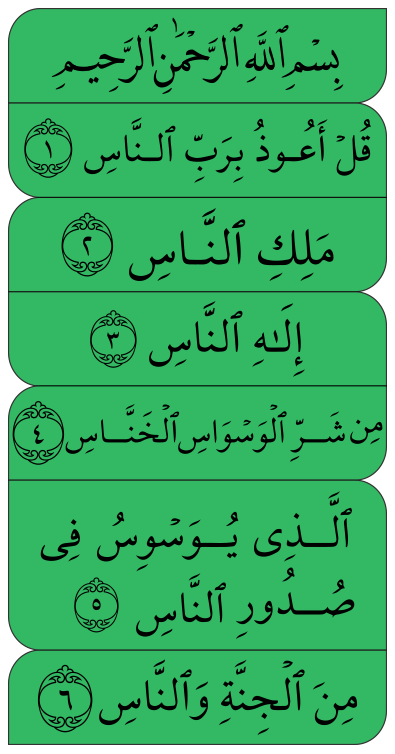 بِسْمِ ٱللَّهِ ٱلرَّحْمَٰنِ ٱلرَّحِيمِ
قُلْ أَعُوذُ بِرَبِّ ٱلنَّاسِ ١
مَلِكِ ٱلنَّاسِ ٢
إِلَٰهِ ٱلنَّاسِ ٣
مِن شَرِّ ٱلْوَسْوَاسِ ٱلْخَنَّاسِ ٤
ٱلَّذِى يُوَسْوِسُ فِى
صُدُورِ ٱلنَّاسِ ٥
مِنَ ٱلْجِنَّةِ وَٱلنَّاسِ ٦